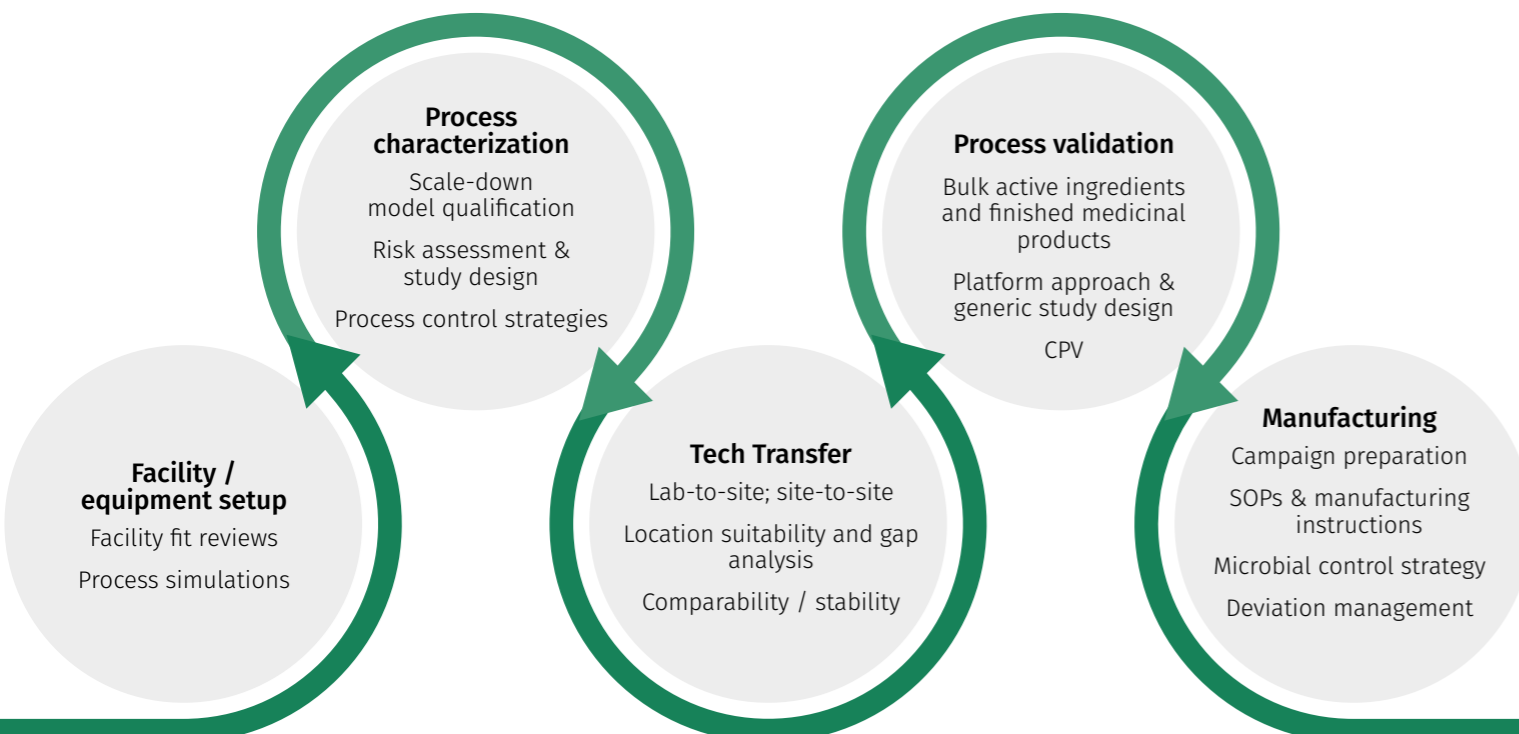 Facility /
equipment setup
Facility fit reviews
Process simulations
Process
characterization
Scale-down
model qualification
Risk assessment &
study design
Process control strategies
Tech Transfer
Lab-to-site; site-to-site
Location suitability and gap
analysis
Comparability / stability
Process validation
Bulk active ingredients
and finished medicinal
products
Platform approach &
generic study design
CPV
Manufacturing
Campaign preparation
SOPs & manufacturing
instructions
Microbial control strategy
Deviation management